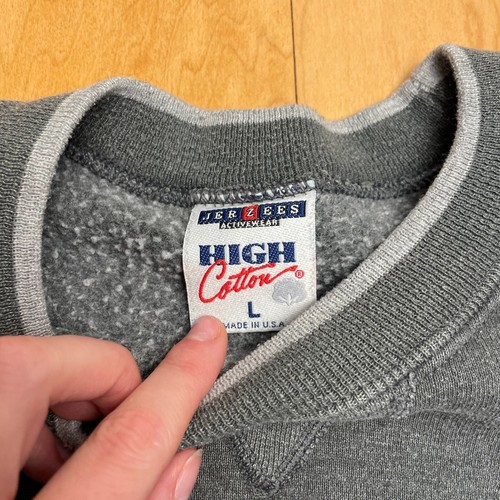 JERZEES
ACTIVEWEAR
HIGH
Cotton®
L
MADE IN U.S.A.